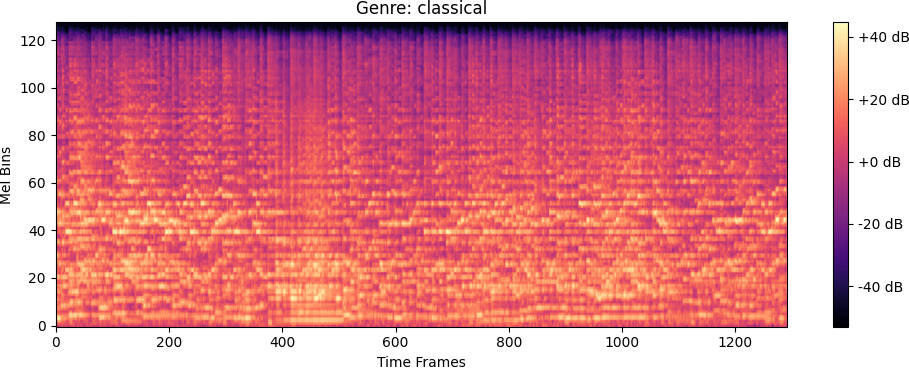 Genre: classical
120
100
80
60
40
20
0
Mel Bins
0 200 400 600 800 1000 1200
Time Frames
+40 dB
+20 dB
+0 dB
-20 dB
-40 dB